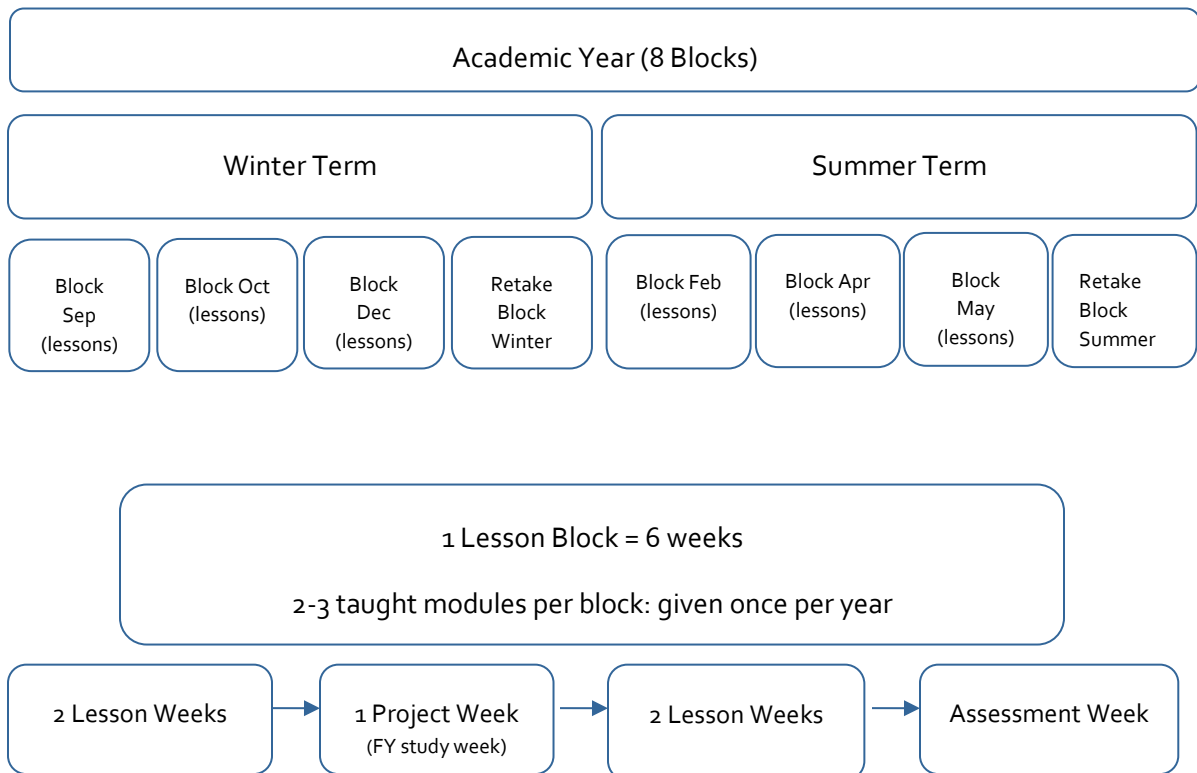 Academic Year (8 Blocks)
Winter Term
Summer Term
Block
Sep
(lessons)
Block Oct
(lessons)
Block
Dec
(lessons)
Retake
Block
Winter
Block Feb
(lessons)
Block Apr
(lessons)
Block
May
(lessons)
Retake
Block
Summer
1 Lesson Block = 6 weeks
2-3 taught modules per block: given once per year
2 Lesson Weeks
1 Project Week
(FY study week)
2 Lesson Weeks
Assessment Week